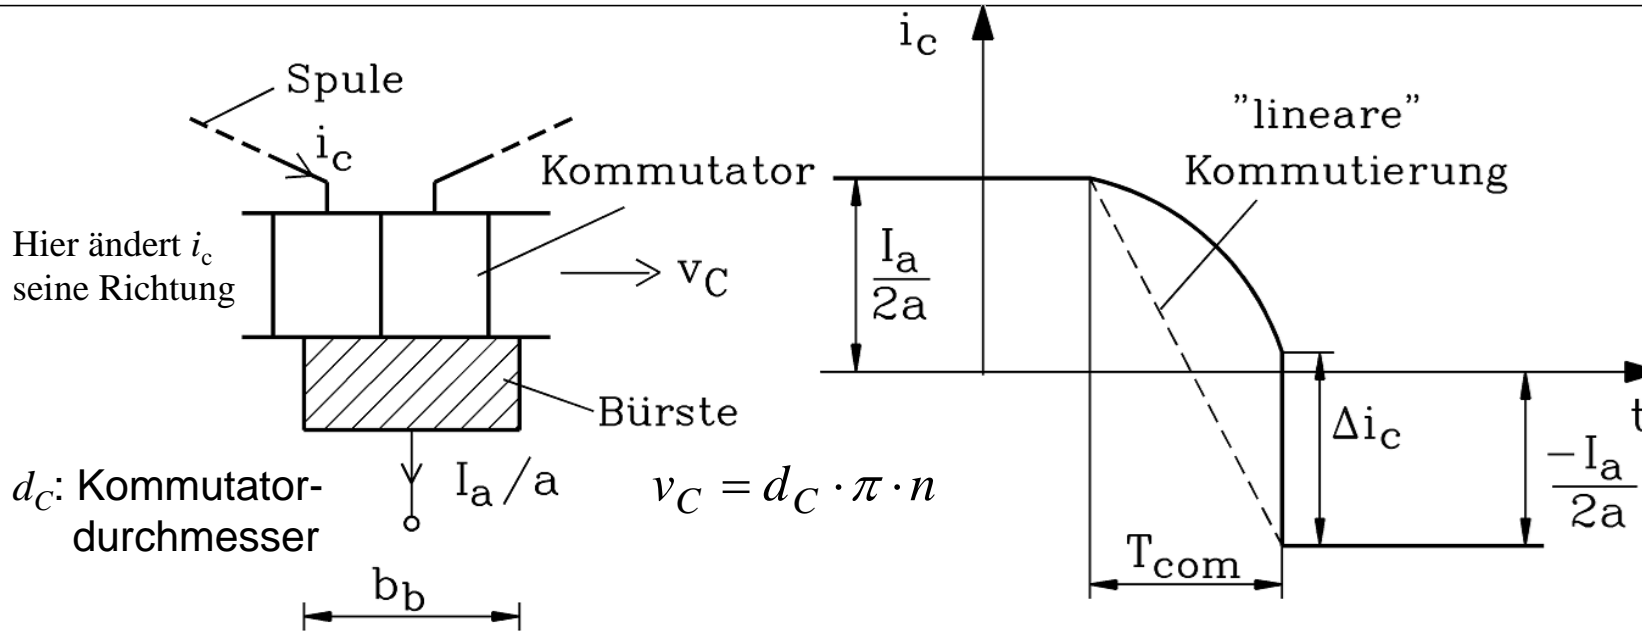 Spule
i_c
Kommutator
Hier ändert i_c
seine Richtung
v_C
Bürste
I_a/a
d_C: Kommutator-
durchmesser
v_C = d_C · π · n
b_b
i_c
"lineare"
Kommutierung
I_a
2a
Δi_c
t
-I_a
2a
T_com